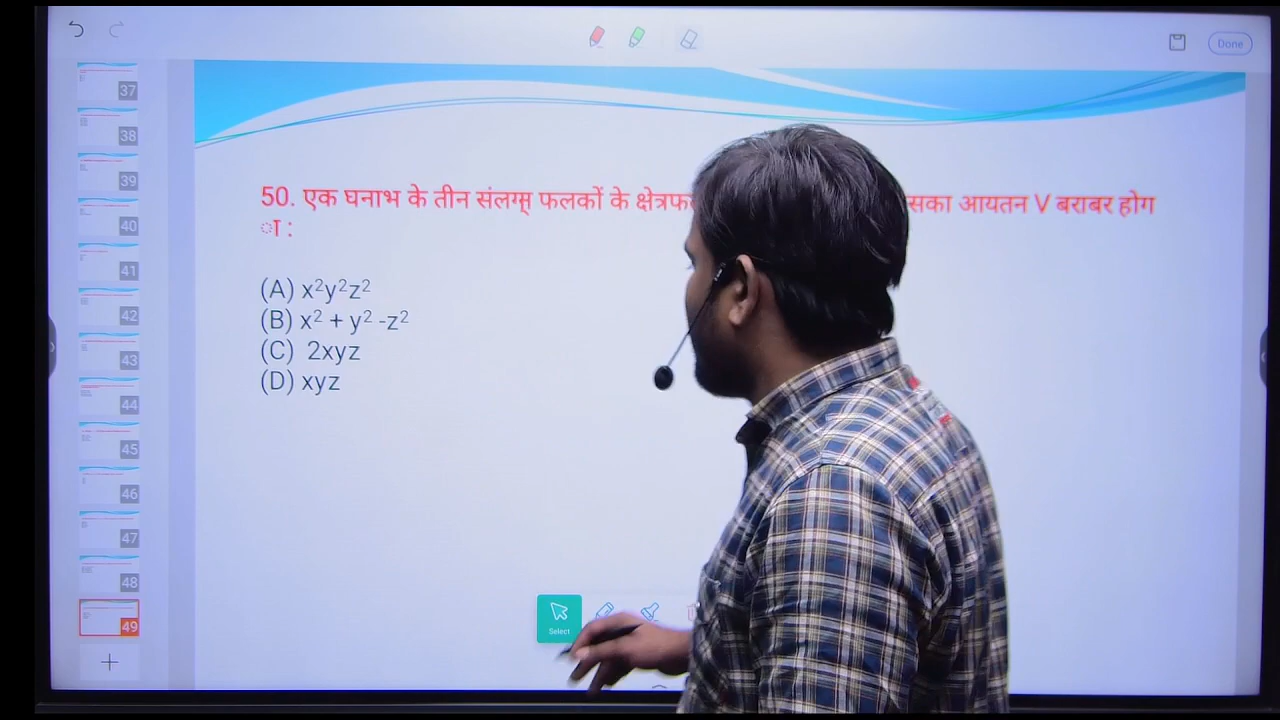 Done
37
38
39
40
41
42
43
44
45
46
47
48
49
50. एक घनाभ के तीन संलग्म् फलकों के क्षेत्रफ
सका आयतन V बराबर होग
ा :
(A) x²y²z²
(B) x² + y² -z²
(C) 2xyz
(D) xyz
Select